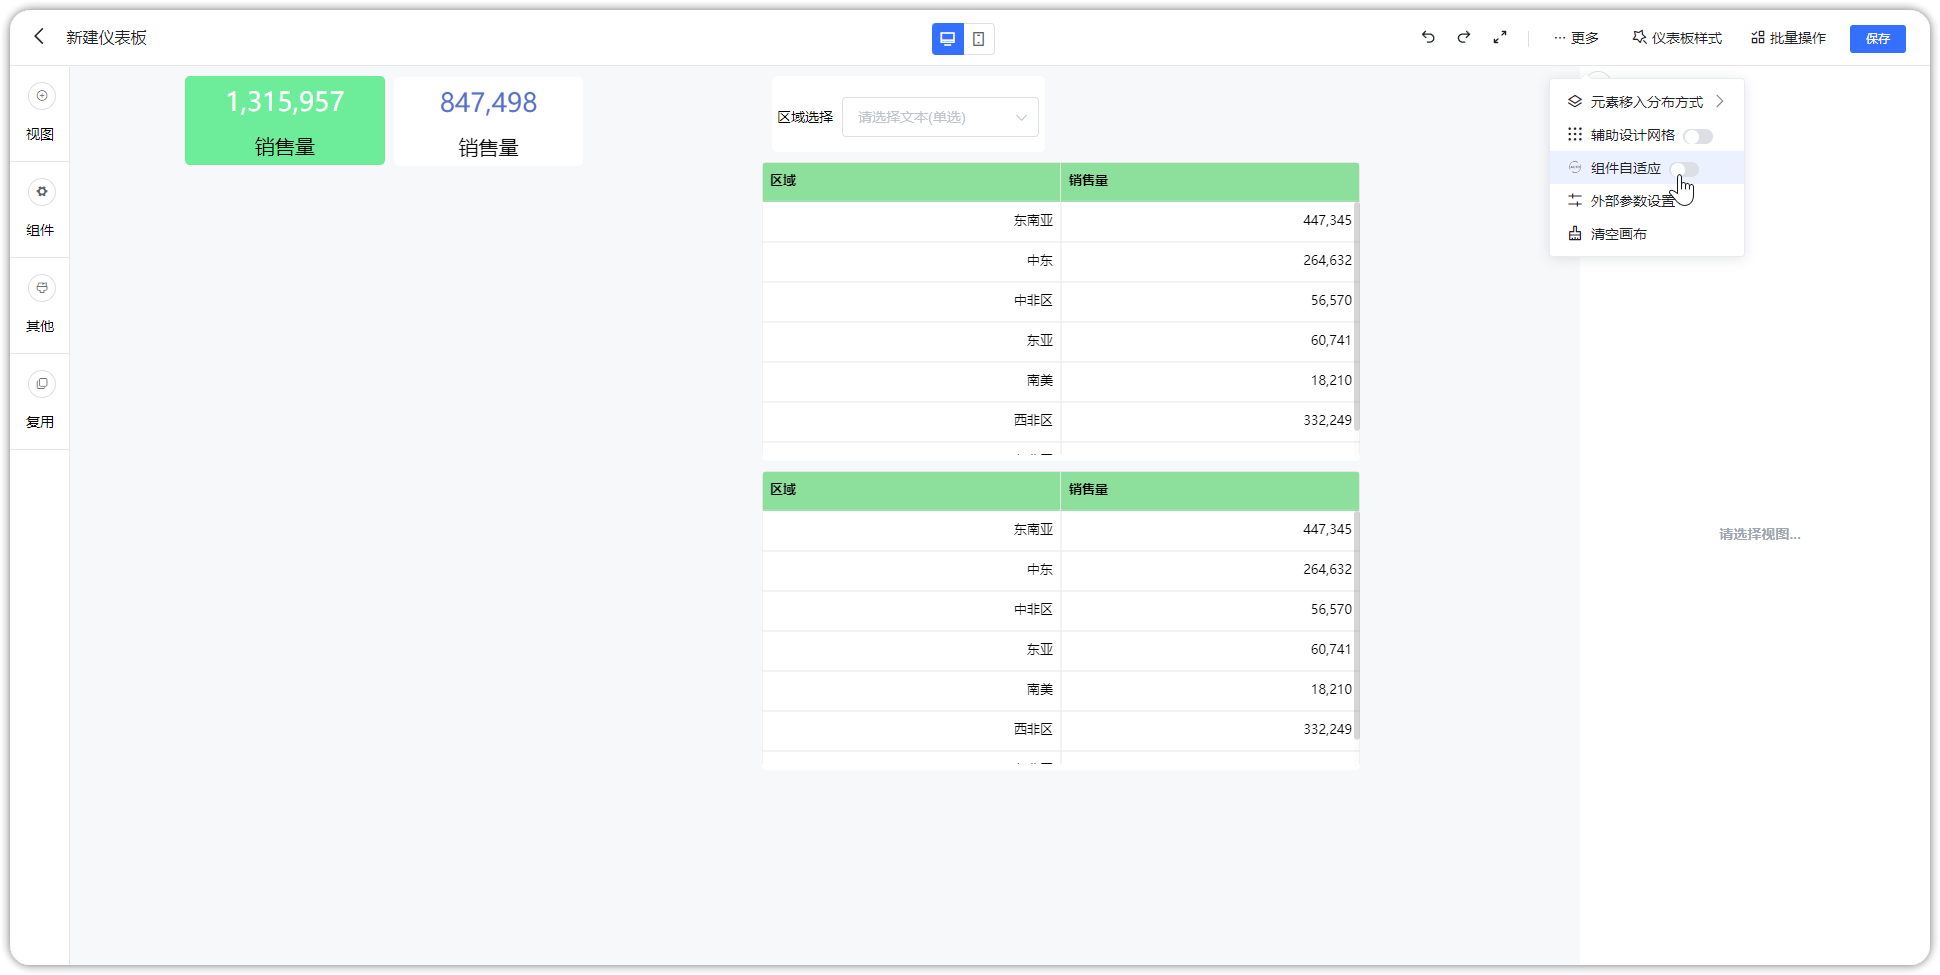 新建仪表板
··· 更多
仪表板样式
批量操作
保存
视图
组件
其他
复用
1,315,957
销售量
847,498
销售量
区域选择
请选择文本(单选)
区域 销售量
东南亚 447,345
中东 264,632
中非区 56,570
东亚 60,741
南美 18,210
西非区 332,249
区域 销售量
东南亚 447,345
中东 264,632
中非区 56,570
东亚 60,741
南美 18,210
西非区 332,249
元素移入分布方式
辅助设计网格
组件自适应
外部参数设置
清空画布
请选择视图...